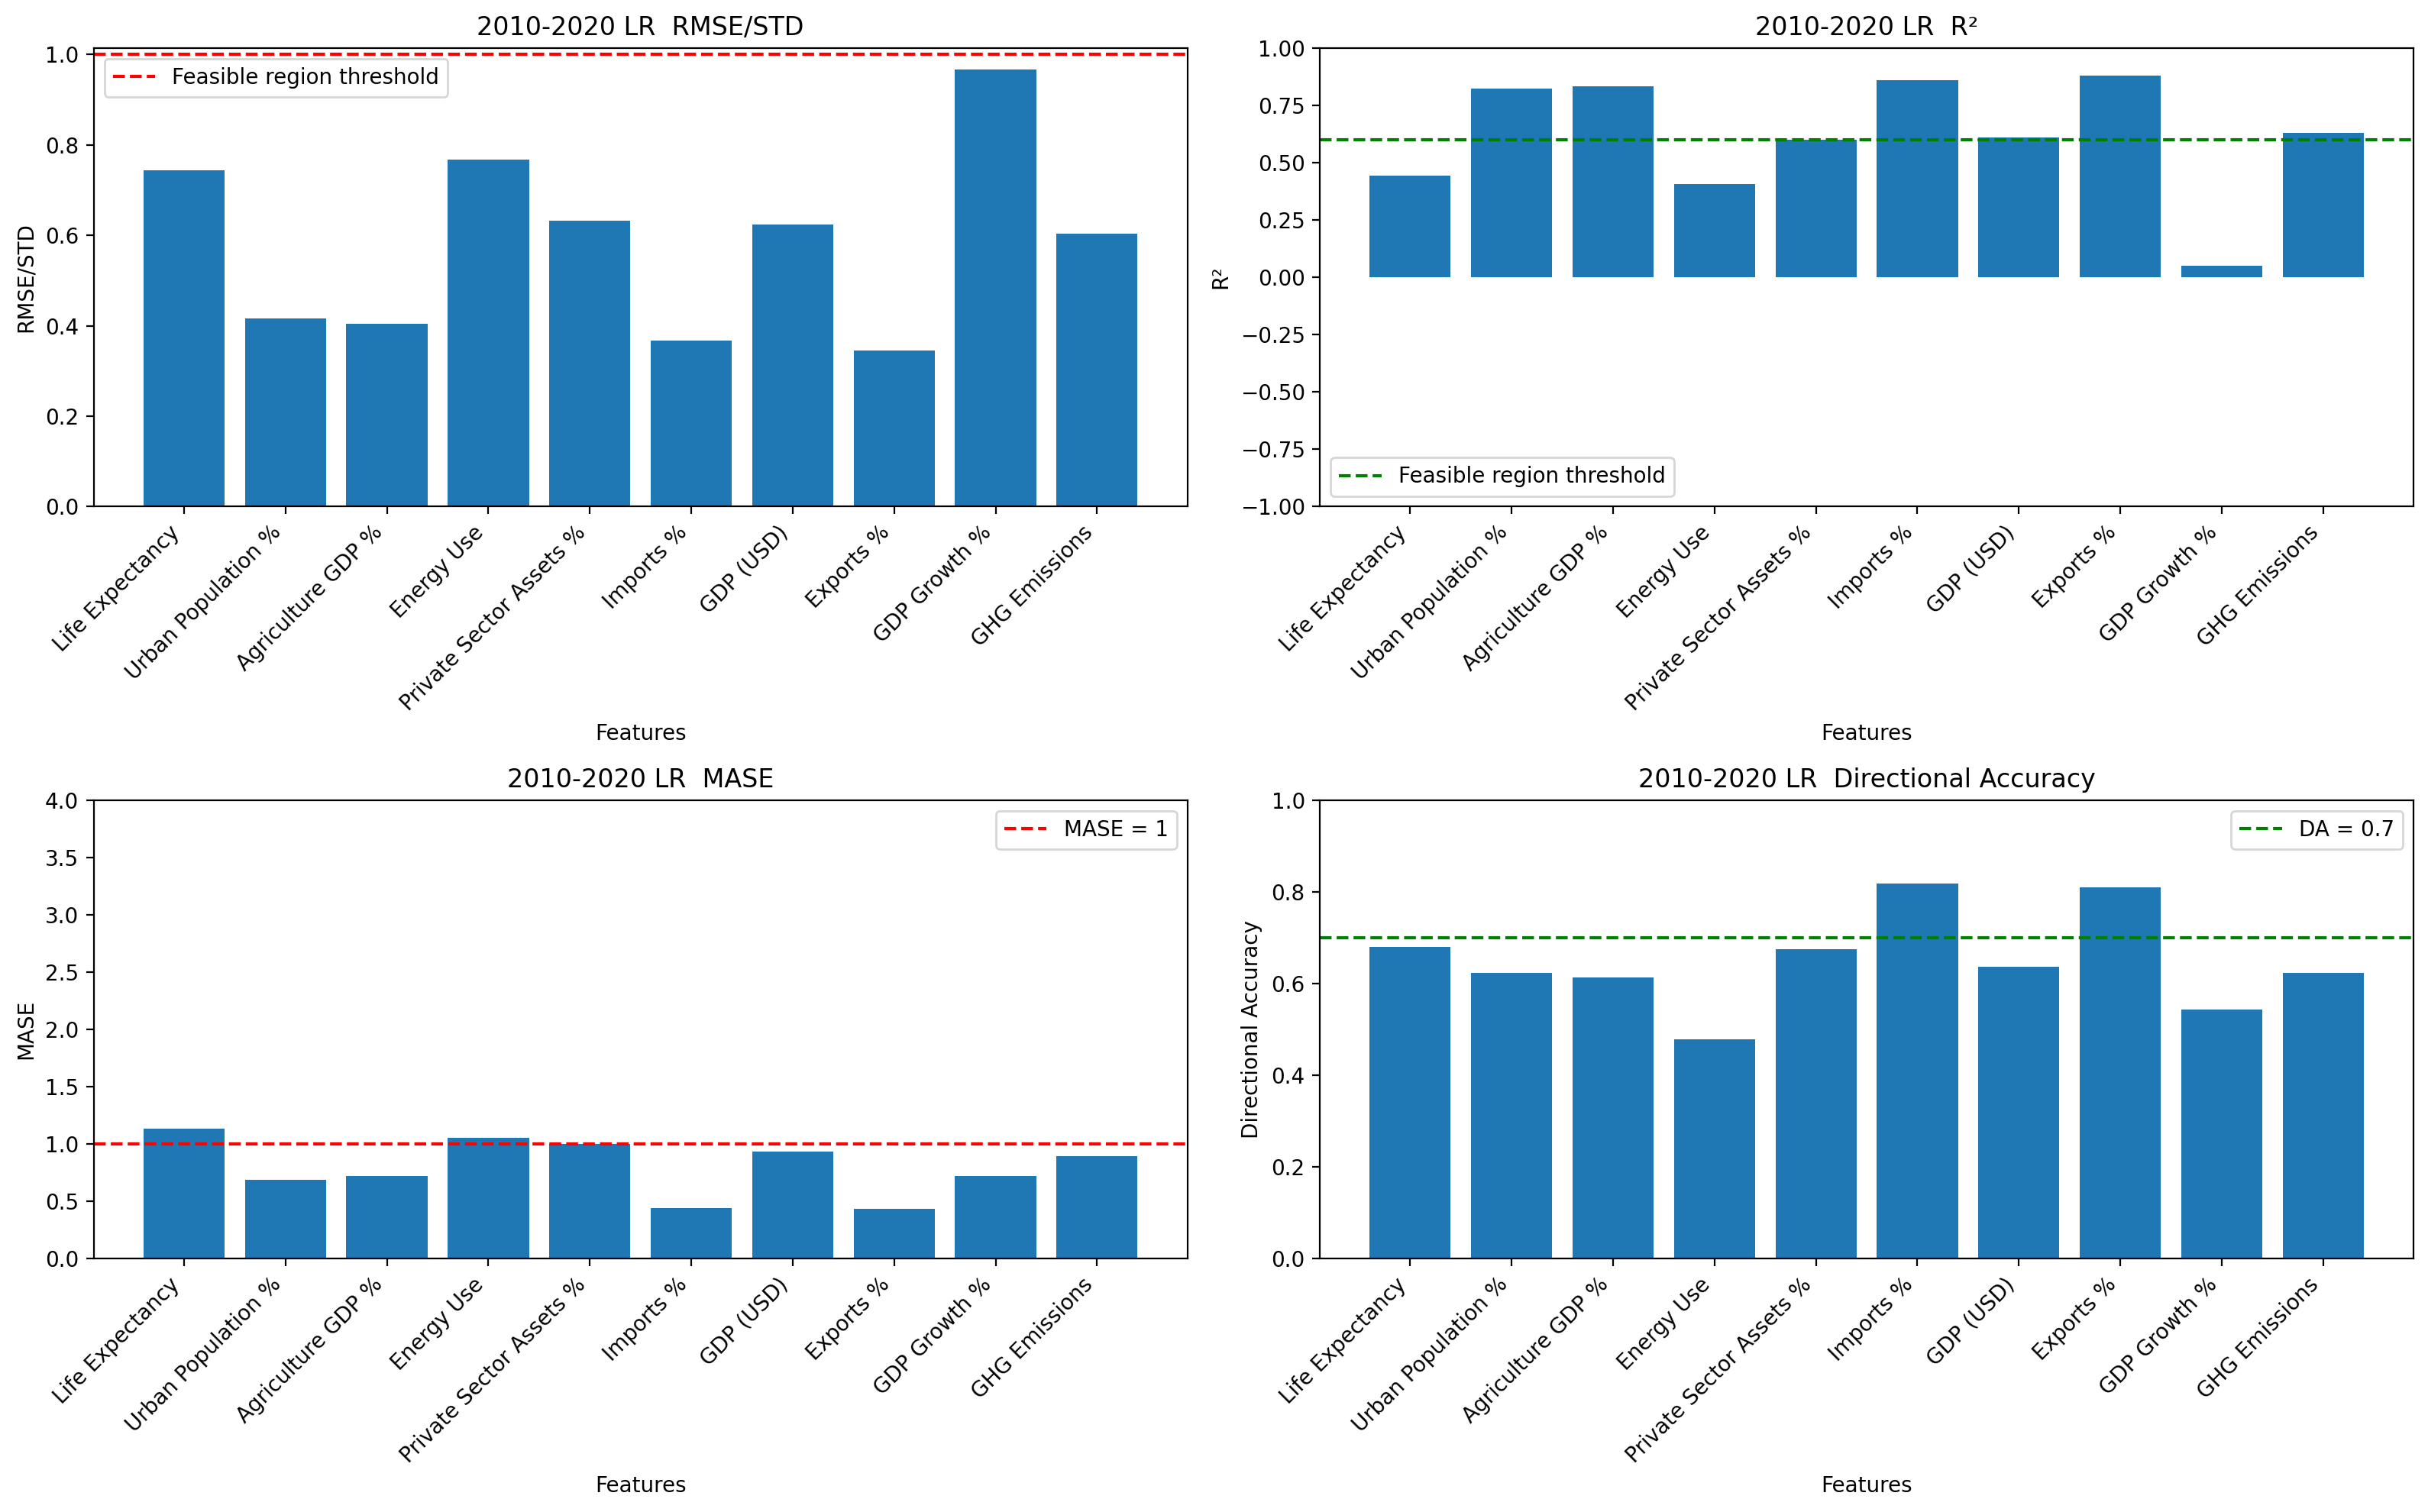 2010-2020 LR  RMSE/STD
1.0
0.8
0.6
0.4
0.2
0.0
RMSE/STD
Feasible region threshold
Life Expectancy
Urban Population %
Agriculture GDP %
Energy Use
Private Sector Assets %
Imports %
GDP (USD)
Exports %
GDP Growth %
GHG Emissions
Features
2010-2020 LR  R²
1.00
0.75
0.50
0.25
0.00
−0.25
−0.50
−0.75
−1.00
R²
Feasible region threshold
Life Expectancy
Urban Population %
Agriculture GDP %
Energy Use
Private Sector Assets %
Imports %
GDP (USD)
Exports %
GDP Growth %
GHG Emissions
Features
2010-2020 LR  MASE
4.0
3.5
3.0
2.5
2.0
1.5
1.0
0.5
0.0
MASE
MASE = 1
Life Expectancy
Urban Population %
Agriculture GDP %
Energy Use
Private Sector Assets %
Imports %
GDP (USD)
Exports %
GDP Growth %
GHG Emissions
Features
2010-2020 LR  Directional Accuracy
1.0
0.8
0.6
0.4
0.2
0.0
Directional Accuracy
DA = 0.7
Life Expectancy
Urban Population %
Agriculture GDP %
Energy Use
Private Sector Assets %
Imports %
GDP (USD)
Exports %
GDP Growth %
GHG Emissions
Features